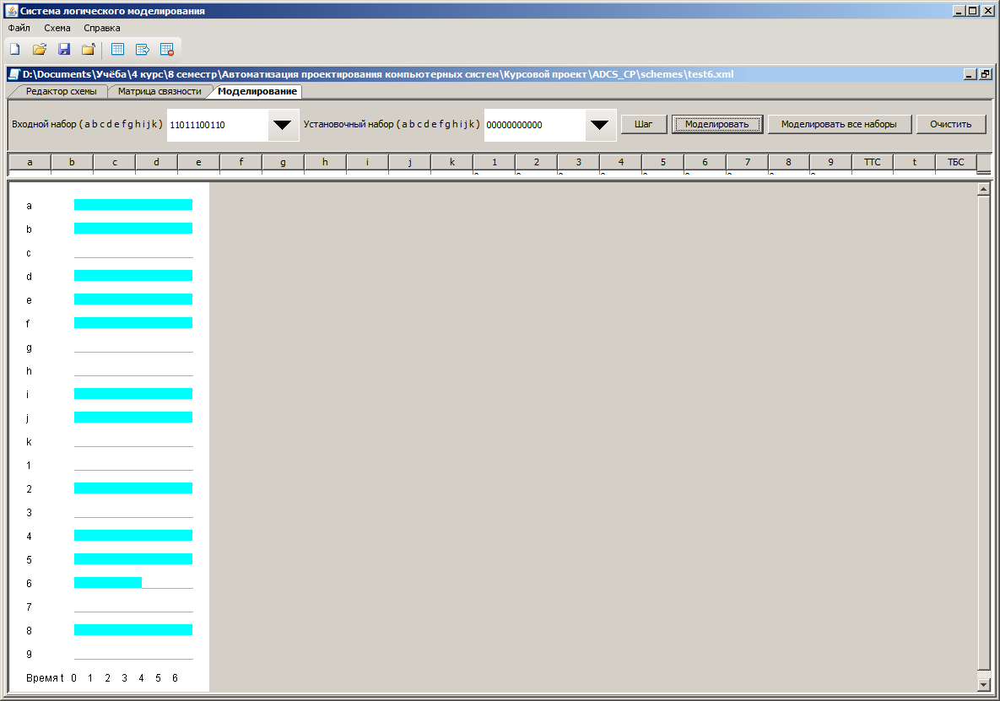 Система логического моделирования
Файл Схема Справка
D:\Documents\Учёба\4 курс\8 семестр\Автоматизация проектирования компьютерных систем\Курсовой проект\ADCS_CP\schemes\test6.xml
Редактор схемы Матрица связности Моделирование
Входной набор ( a b c d e f g h i j k ) 11011100110 Установочный набор ( a b c d e f g h i j k ) 00000000000 Шаг Моделировать Моделировать все наборы Очистить
a b c d e f g h i j k 1 2 3 4 5 6 7 8 9 ТТС t ТБС
a
b
c
d
e
f
g
h
i
j
k
1
2
3
4
5
6
7
8
9
Время t 0 1 2 3 4 5 6